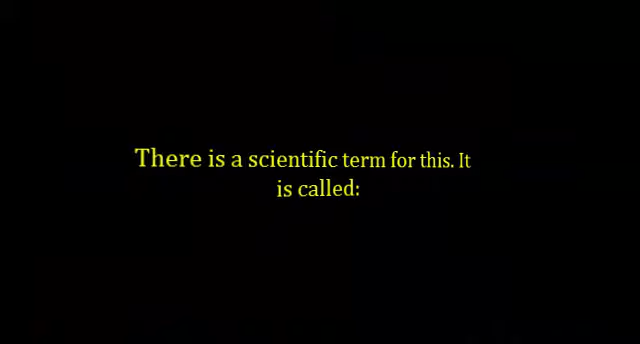 There is a scientific term for this. It
is called: